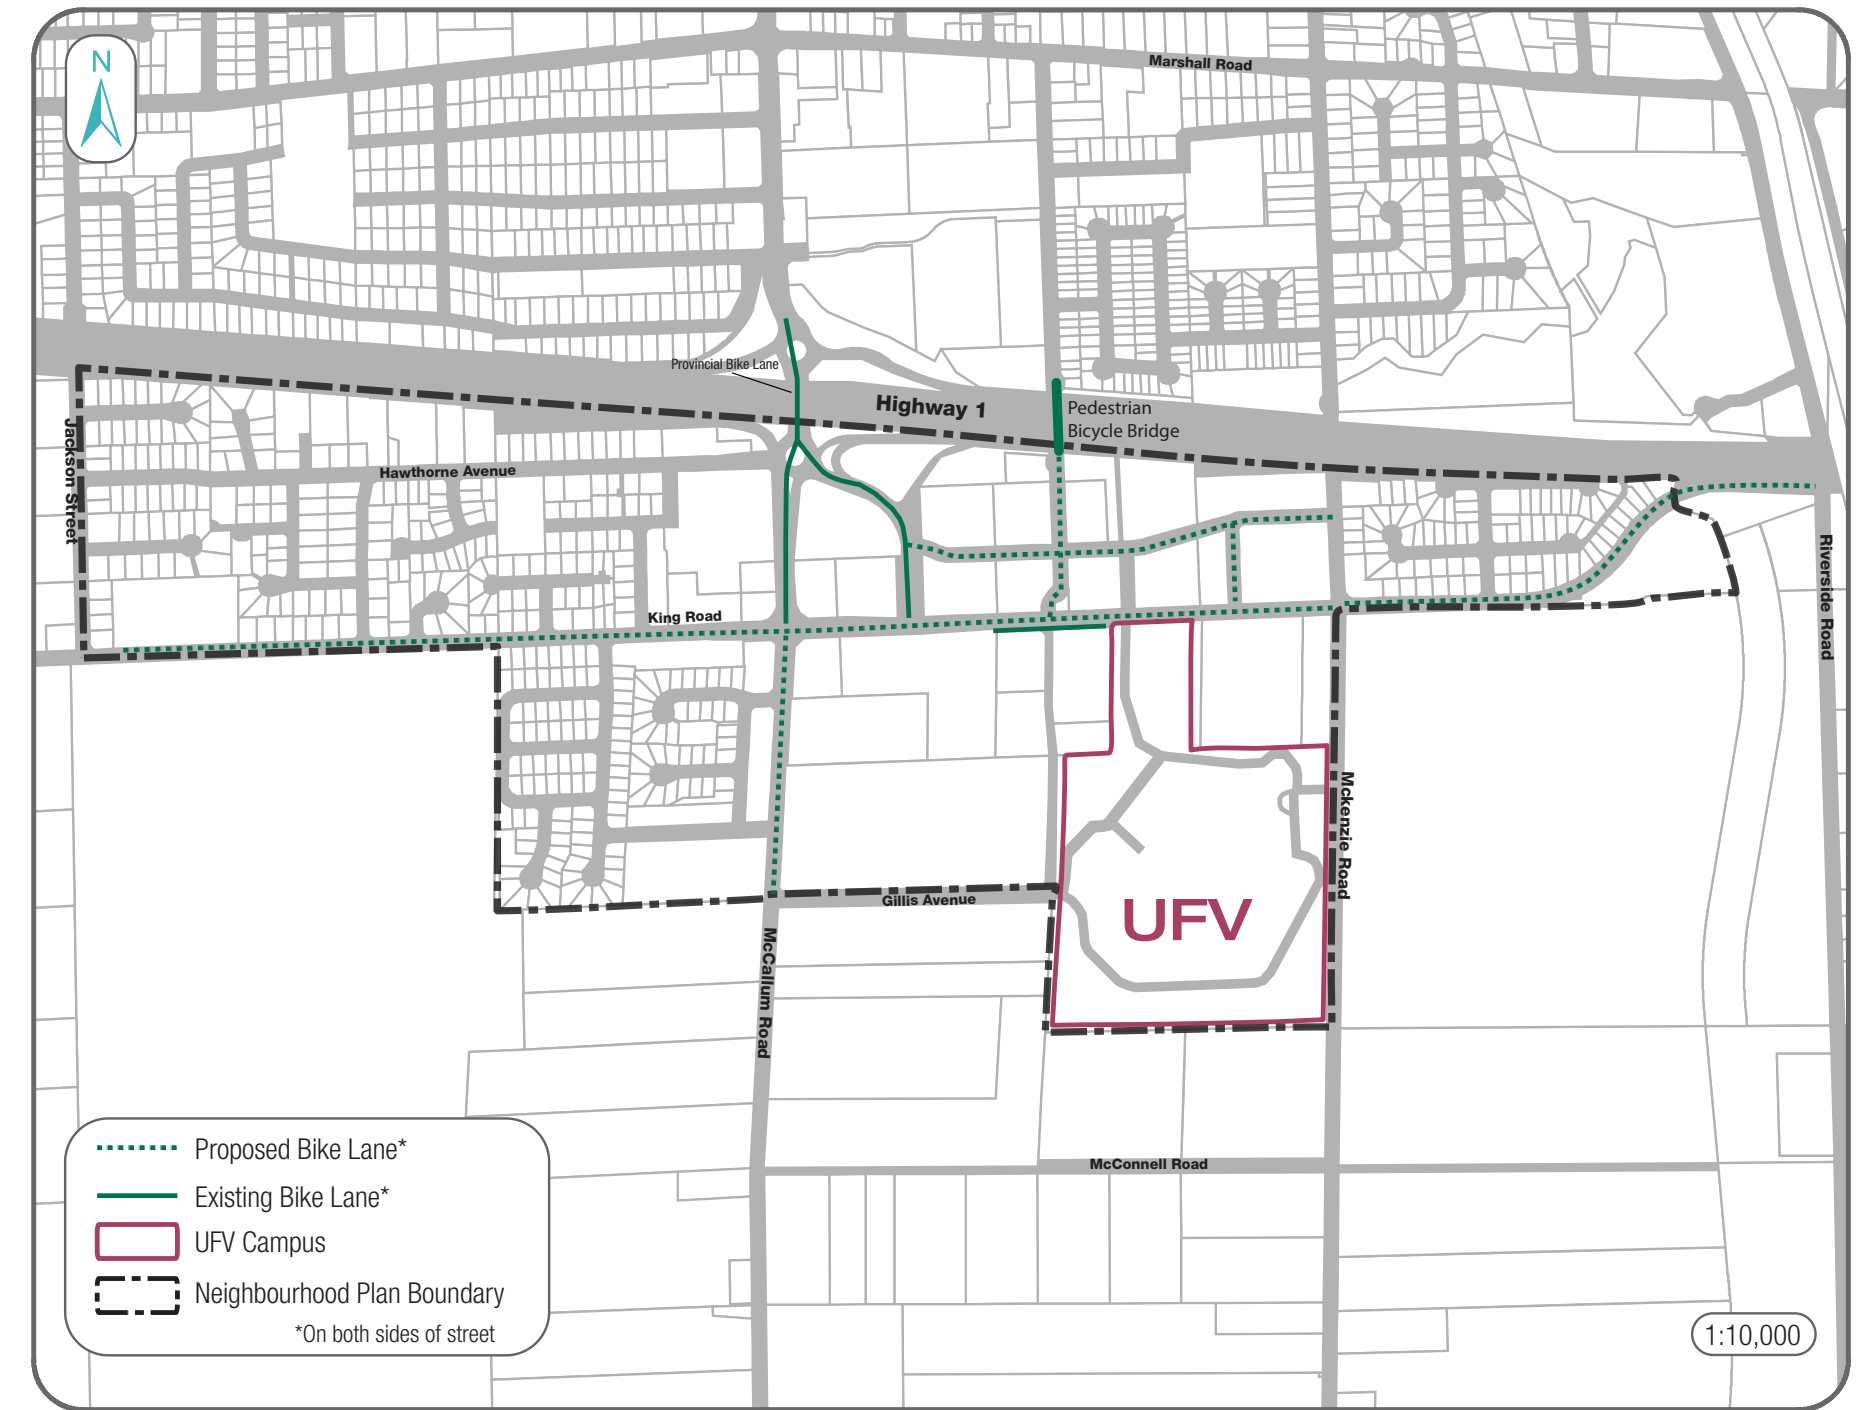 N
Marshall Road
Provincial Bike Lane
Highway 1
Pedestrian
Bicycle Bridge
Jackson Street
Hawthorne Avenue
King Road
Riverside Road
Mckenzie Road
UFV
Gillis Avenue
McCallum Road
McConnell Road
Proposed Bike Lane*
Existing Bike Lane*
UFV Campus
Neighbourhood Plan Boundary
*On both sides of street
1:10,000